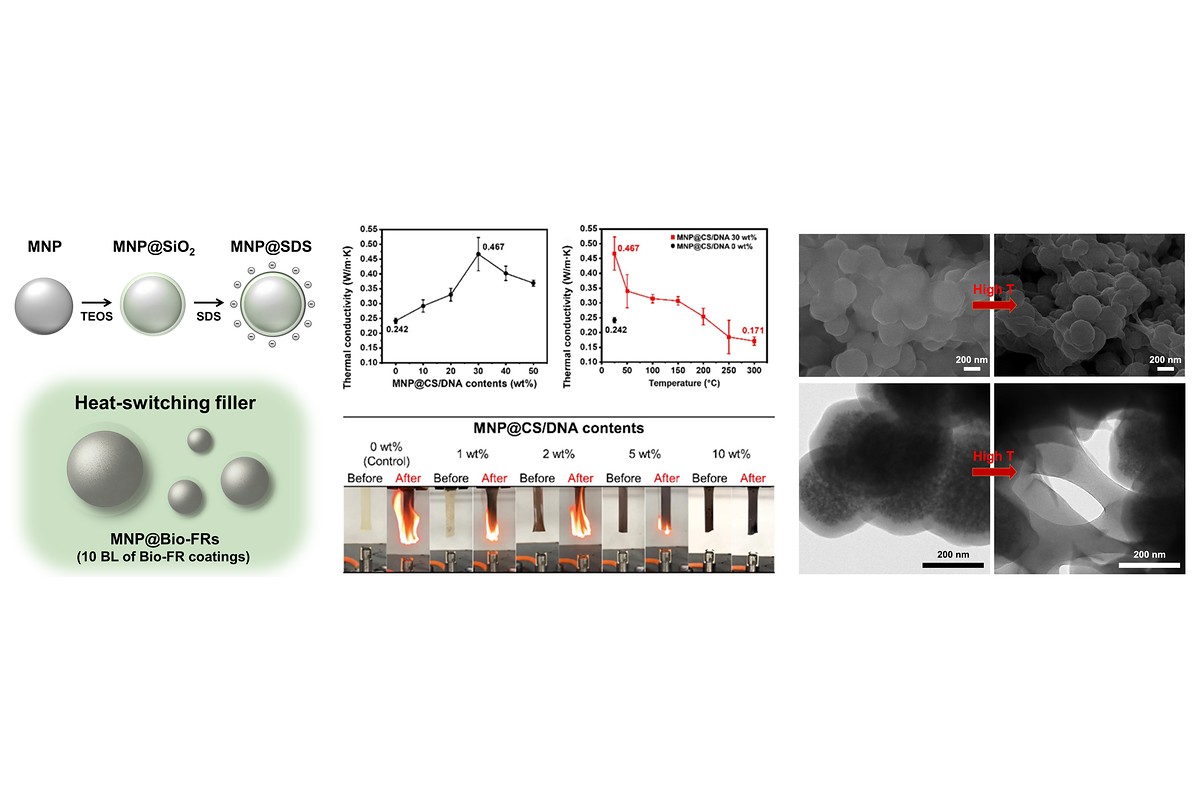 MNP
MNP@SiO₂
MNP@SDS
TEOS
SDS
Heat-switching filler
MNP@Bio-FRs
(10 BL of Bio-FR coatings)
Thermal conductivity (W/m·K)
0.55
0.50
0.45
0.40
0.35
0.30
0.25
0.20
0.15
0.10
0.467
0.242
0 10 20 30 40 50
MNP@CS/DNA contents (wt%)
Thermal conductivity (W/m·K)
0.55
0.50
0.45
0.40
0.35
0.30
0.25
0.20
0.15
0.10
MNP@CS/DNA 30 wt%
MNP@CS/DNA 0 wt%
0.467
0.242
0.171
0 50 100 150 200 250 300
Temperature (°C)
MNP@CS/DNA contents
0 wt%
(Control)
1 wt%
2 wt%
5 wt%
10 wt%
Before After Before After Before After Before After Before After
High T
200 nm
200 nm
High T
200 nm
200 nm